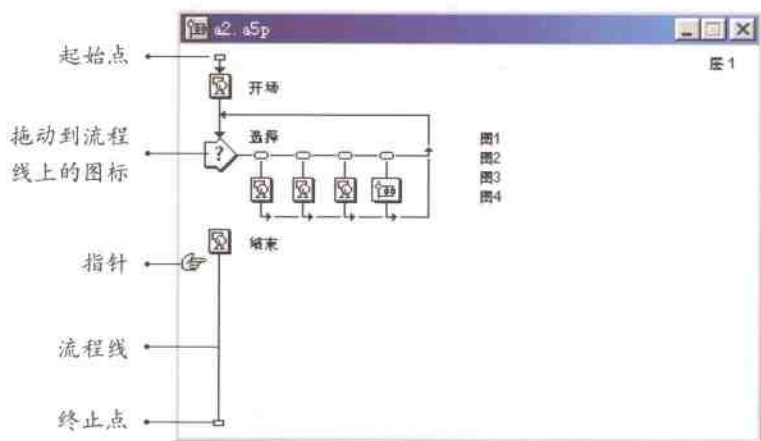 a2.a5p
起始点
层 1
开场
拖动到流程
线上的图标
选择
?
图1
图2
图3
图4
结束
指针
流程线
终止点